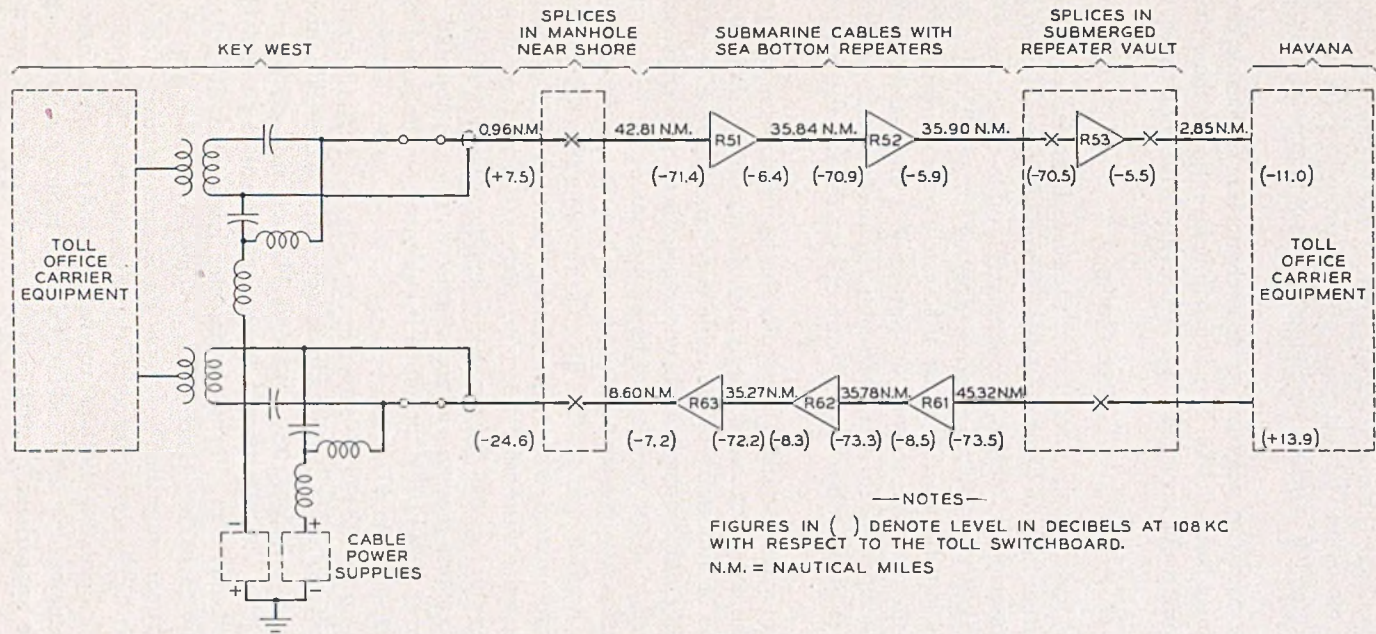 KEY WEST
SPLICES
IN MANHOLE
NEAR SHORE
SUBMARINE CABLES WITH
SEA BOTTOM REPEATERS
SPLICES IN
SUBMERGED
REPEATER VAULT
HAVANA
0.96 N.M.
42.81 N.M.
R51
35.84 N.M.
R52
35.90 N.M.
R53
2.85 N.M.
(+7.5)
(-71.4)
(-6.4)
(-70.9)
(-5.9)
(-70.5)
(-5.5)
(-11.0)
TOLL
OFFICE
CARRIER
EQUIPMENT
TOLL
OFFICE
CARRIER
EQUIPMENT
8.60 N.M.
R63
35.27 N.M.
R62
35.78 N.M.
R61
45.32 N.M
(-24.6)
(-7.2)
(-72.2)
(-8.3)
(-73.3)
(-8.5)
(-73.5)
(+13.9)
—NOTES—
FIGURES IN ( ) DENOTE LEVEL IN DECIBELS AT 108 KC
WITH RESPECT TO THE TOLL SWITCHBOARD.
N.M. = NAUTICAL MILES
- +
CABLE
POWER
SUPPLIES
+ -